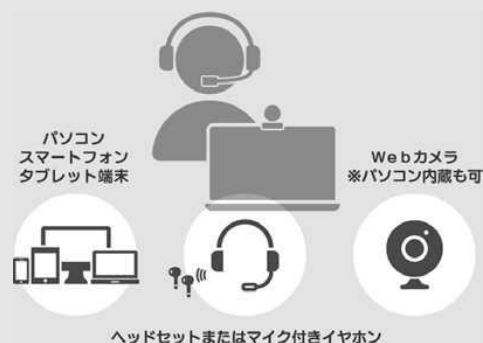 パソコン
スマートフォン
タブレット端末
Ｗｅｂカメラ
※パソコン内蔵も可
ヘッドセットまたはマイク付きイヤホン